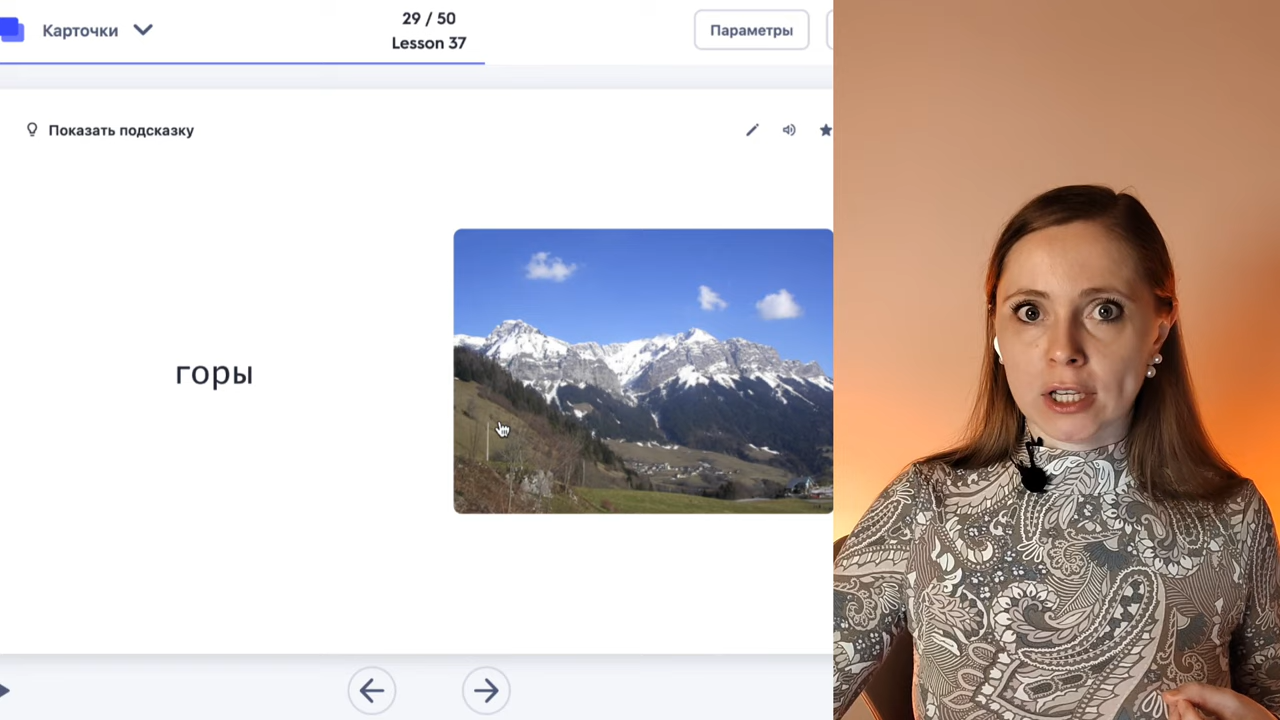 Карточки
29 / 50
Lesson 37
Параметры
Показать подсказку
горы